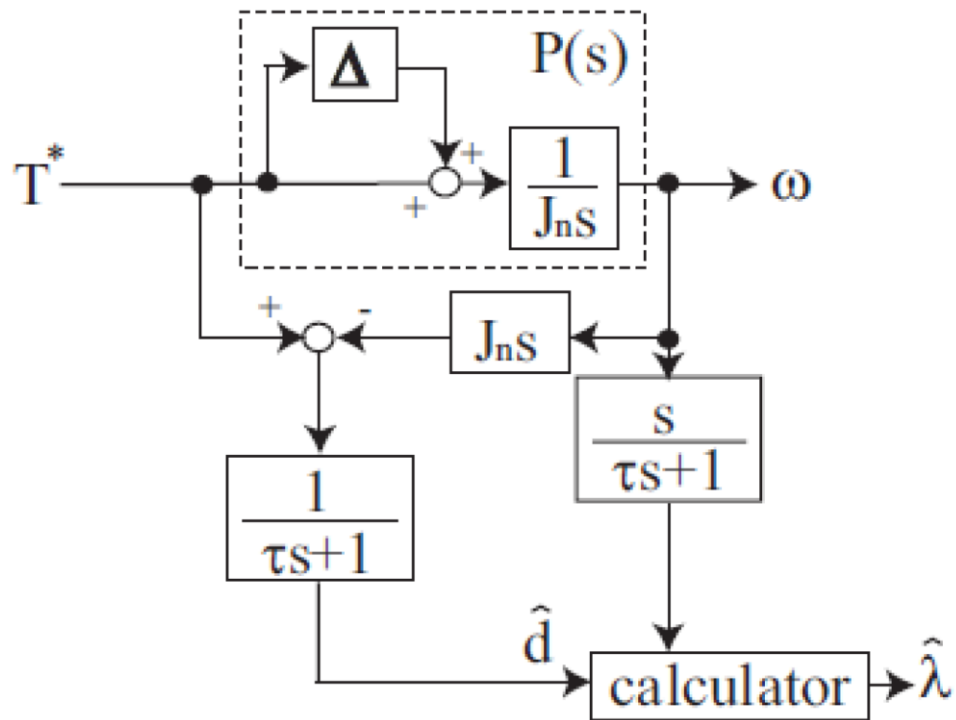 Δ
P(s)
T* + + 1/Jₙs ω
+ - Jₙs
s/τs+1
1/τs+1
d̂
calculator λ̂